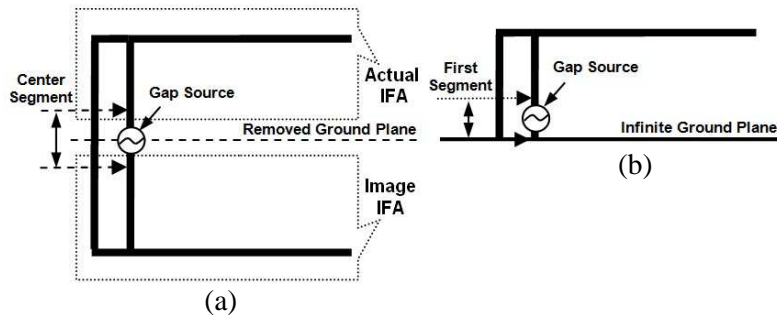 Center
Segment
Gap Source
Actual
IFA
Removed Ground Plane
Image
IFA
(a)
First
Segment
Gap Source
Infinite Ground Plane
(b)